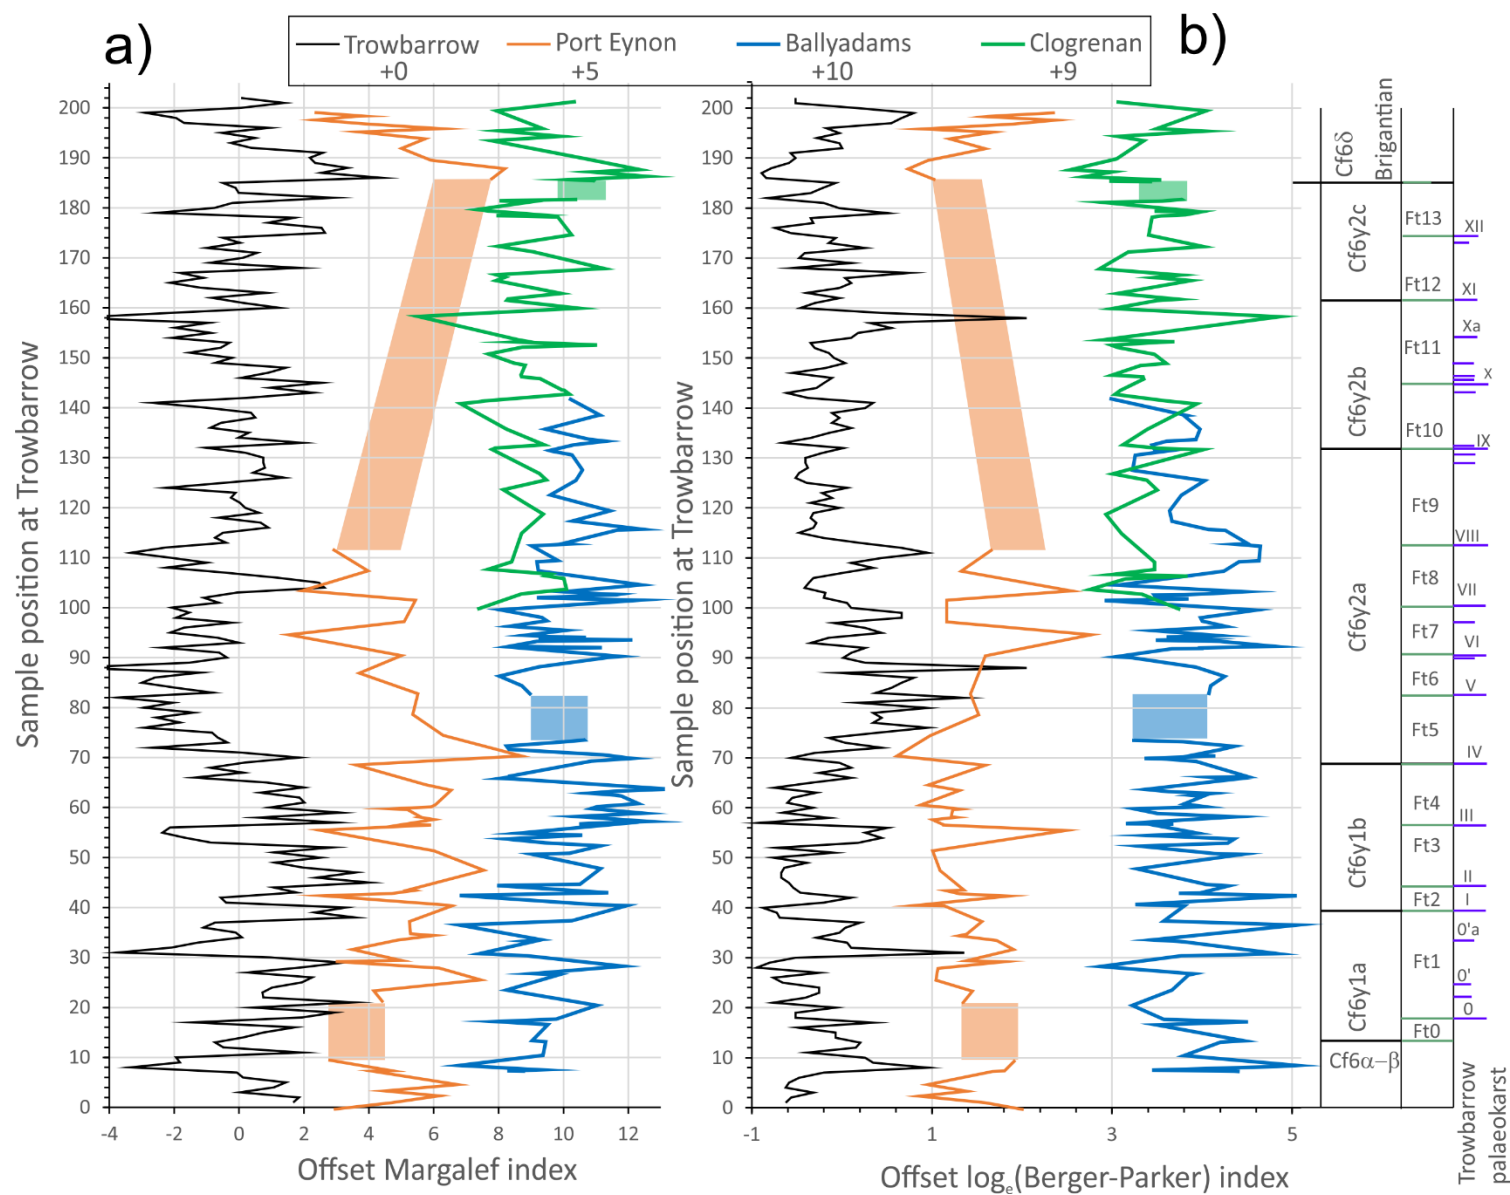 a)
b)
Trowbarrow Port Eynon Ballyadams Clogrenan
+0 +5 +10 +9
Sample position at Trowbarrow
200
190
180
170
160
150
140
130
120
110
100
90
80
70
60
50
40
30
20
10
0
-4 -2 0 2 4 6 8 10 12
Offset Margalef index
Sample position at Trowbarrow
200
190
180
170
160
150
140
130
120
110
100
90
80
70
60
50
40
30
20
10
0
-1 1 3 5
Offset logₑ(Berger-Parker) index
Cf6δ
Brigantian
Cf6γ2c
Cf6γ2b
Cf6γ2a
Cf6γ1b
Cf6γ1a
Cf6α−β
Ft13
Ft12
Ft11
Ft10
Ft9
Ft8
Ft7
Ft6
Ft5
Ft4
Ft3
Ft2
Ft1
Ft0
XII
XI
Xa
X
IX
VIII
VII
VI
V
IV
III
II
I
0'a
0'
0
Trowbarrow
palaeokarst